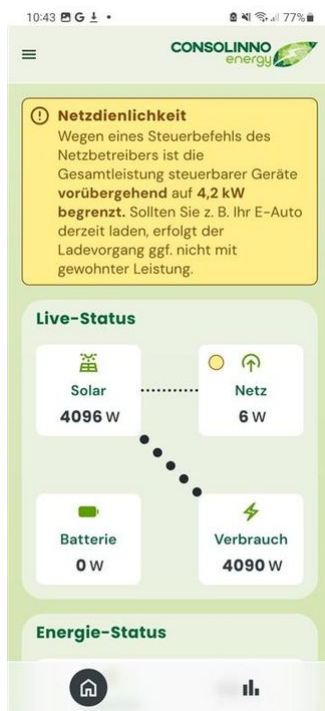 10:43 G
77%
CONSOLINNO
energy
Netzdienlichkeit
Wegen eines Steuerbefehls des
Netzbetreibers ist die
Gesamtleistung steuerbarer Geräte
vorübergehend auf 4,2 kW
begrenzt. Sollten Sie z. B. Ihr E-Auto
derzeit laden, erfolgt der
Ladevorgang ggf. nicht mit
gewohnter Leistung.
Live-Status
Solar
4096 W
Netz
6 W
Batterie
0 W
Verbrauch
4090 W
Energie-Status